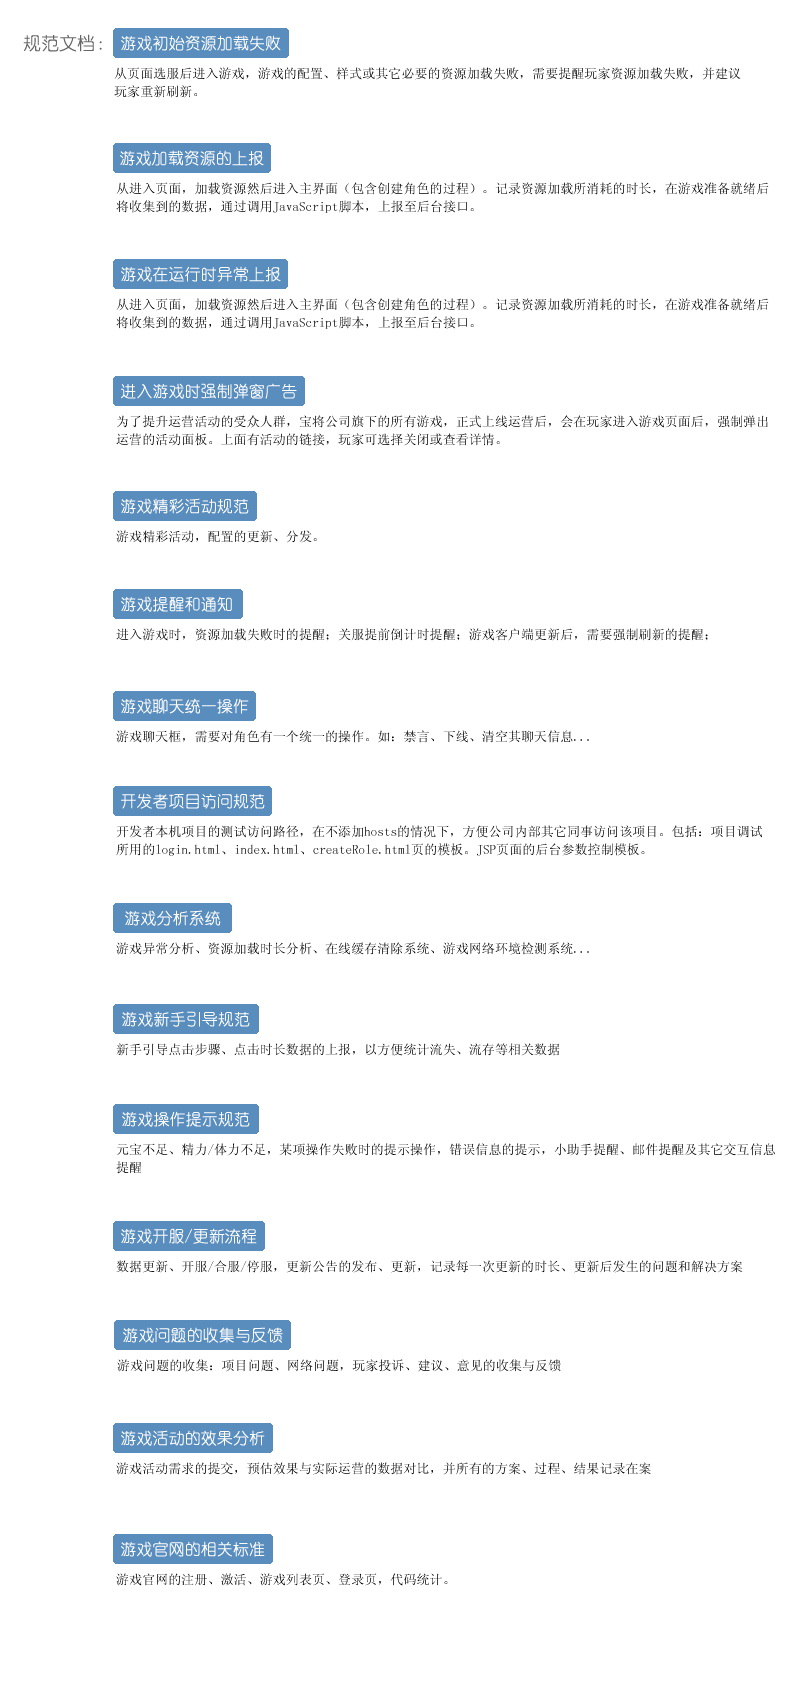 规范文档: 游戏初始资源加载失败
从页面选服后进入游戏，游戏的配置、样式或其它必要的资源加载失败，需要提醒玩家资源加载失败，并建议
玩家重新刷新。
游戏加载资源的上报
从进入页面，加载资源然后进入主界面（包含创建角色的过程）。记录资源加载所消耗的时长，在游戏准备就绪后
将收集到的数据，通过调用JavaScript脚本，上报至后台接口。
游戏在运行时异常上报
从进入页面，加载资源然后进入主界面（包含创建角色的过程）。记录资源加载所消耗的时长，在游戏准备就绪后
将收集到的数据，通过调用JavaScript脚本，上报至后台接口。
进入游戏时强制弹窗广告
为了提升运营活动的受众人群，宝将公司旗下的所有游戏，正式上线运营后，会在玩家进入游戏页面后，强制弹出
运营的活动面板。上面有活动的链接，玩家可选择关闭或查看详情。
游戏精彩活动规范
游戏精彩活动，配置的更新、分发。
游戏提醒和通知
进入游戏时，资源加载失败时的提醒；关服提前倒计时提醒；游戏客户端更新后，需要强制刷新的提醒；
游戏聊天统一操作
游戏聊天框，需要对角色有一个统一的操作。如：禁言、下线、清空其聊天信息...
开发者项目访问规范
开发者本机项目的测试访问路径，在不添加hosts的情况下，方便公司内部其它同事访问该项目。包括：项目调试
所用的login.html、index.html、createRole.html页的模板。JSP页面的后台参数控制模板。
游戏分析系统
游戏异常分析、资源加载时长分析、在线缓存清除系统、游戏网络环境检测系统...
游戏新手引导规范
新手引导点击步骤、点击时长数据的上报，以方便统计流失、流存等相关数据
游戏操作提示规范
元宝不足、精力/体力不足，某项操作失败时的提示操作，错误信息的提示，小助手提醒、邮件提醒及其它交互信息
提醒
游戏开服/更新流程
数据更新、开服/合服/停服，更新公告的发布、更新，记录每一次更新的时长、更新后发生的问题和解决方案
游戏问题的收集与反馈
游戏问题的收集：项目问题、网络问题，玩家投诉、建议、意见的收集与反馈
游戏活动的效果分析
游戏活动需求的提交，预估效果与实际运营的数据对比，并所有的方案、过程、结果记录在案
游戏官网的相关标准
游戏官网的注册、激活、游戏列表页、登录页，代码统计。